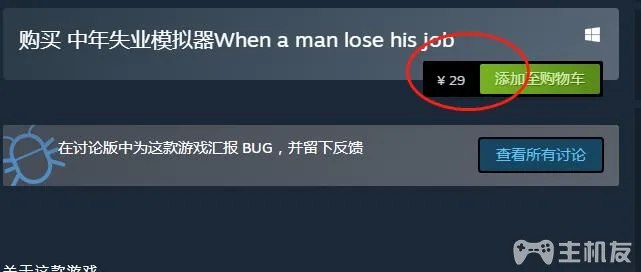 购买 中年失业模拟器When a man lose his job
¥ 29
添加至购物车
在讨论版中为这款游戏汇报 BUG，并留下反馈
查看所有讨论
关于这款游戏
主机友